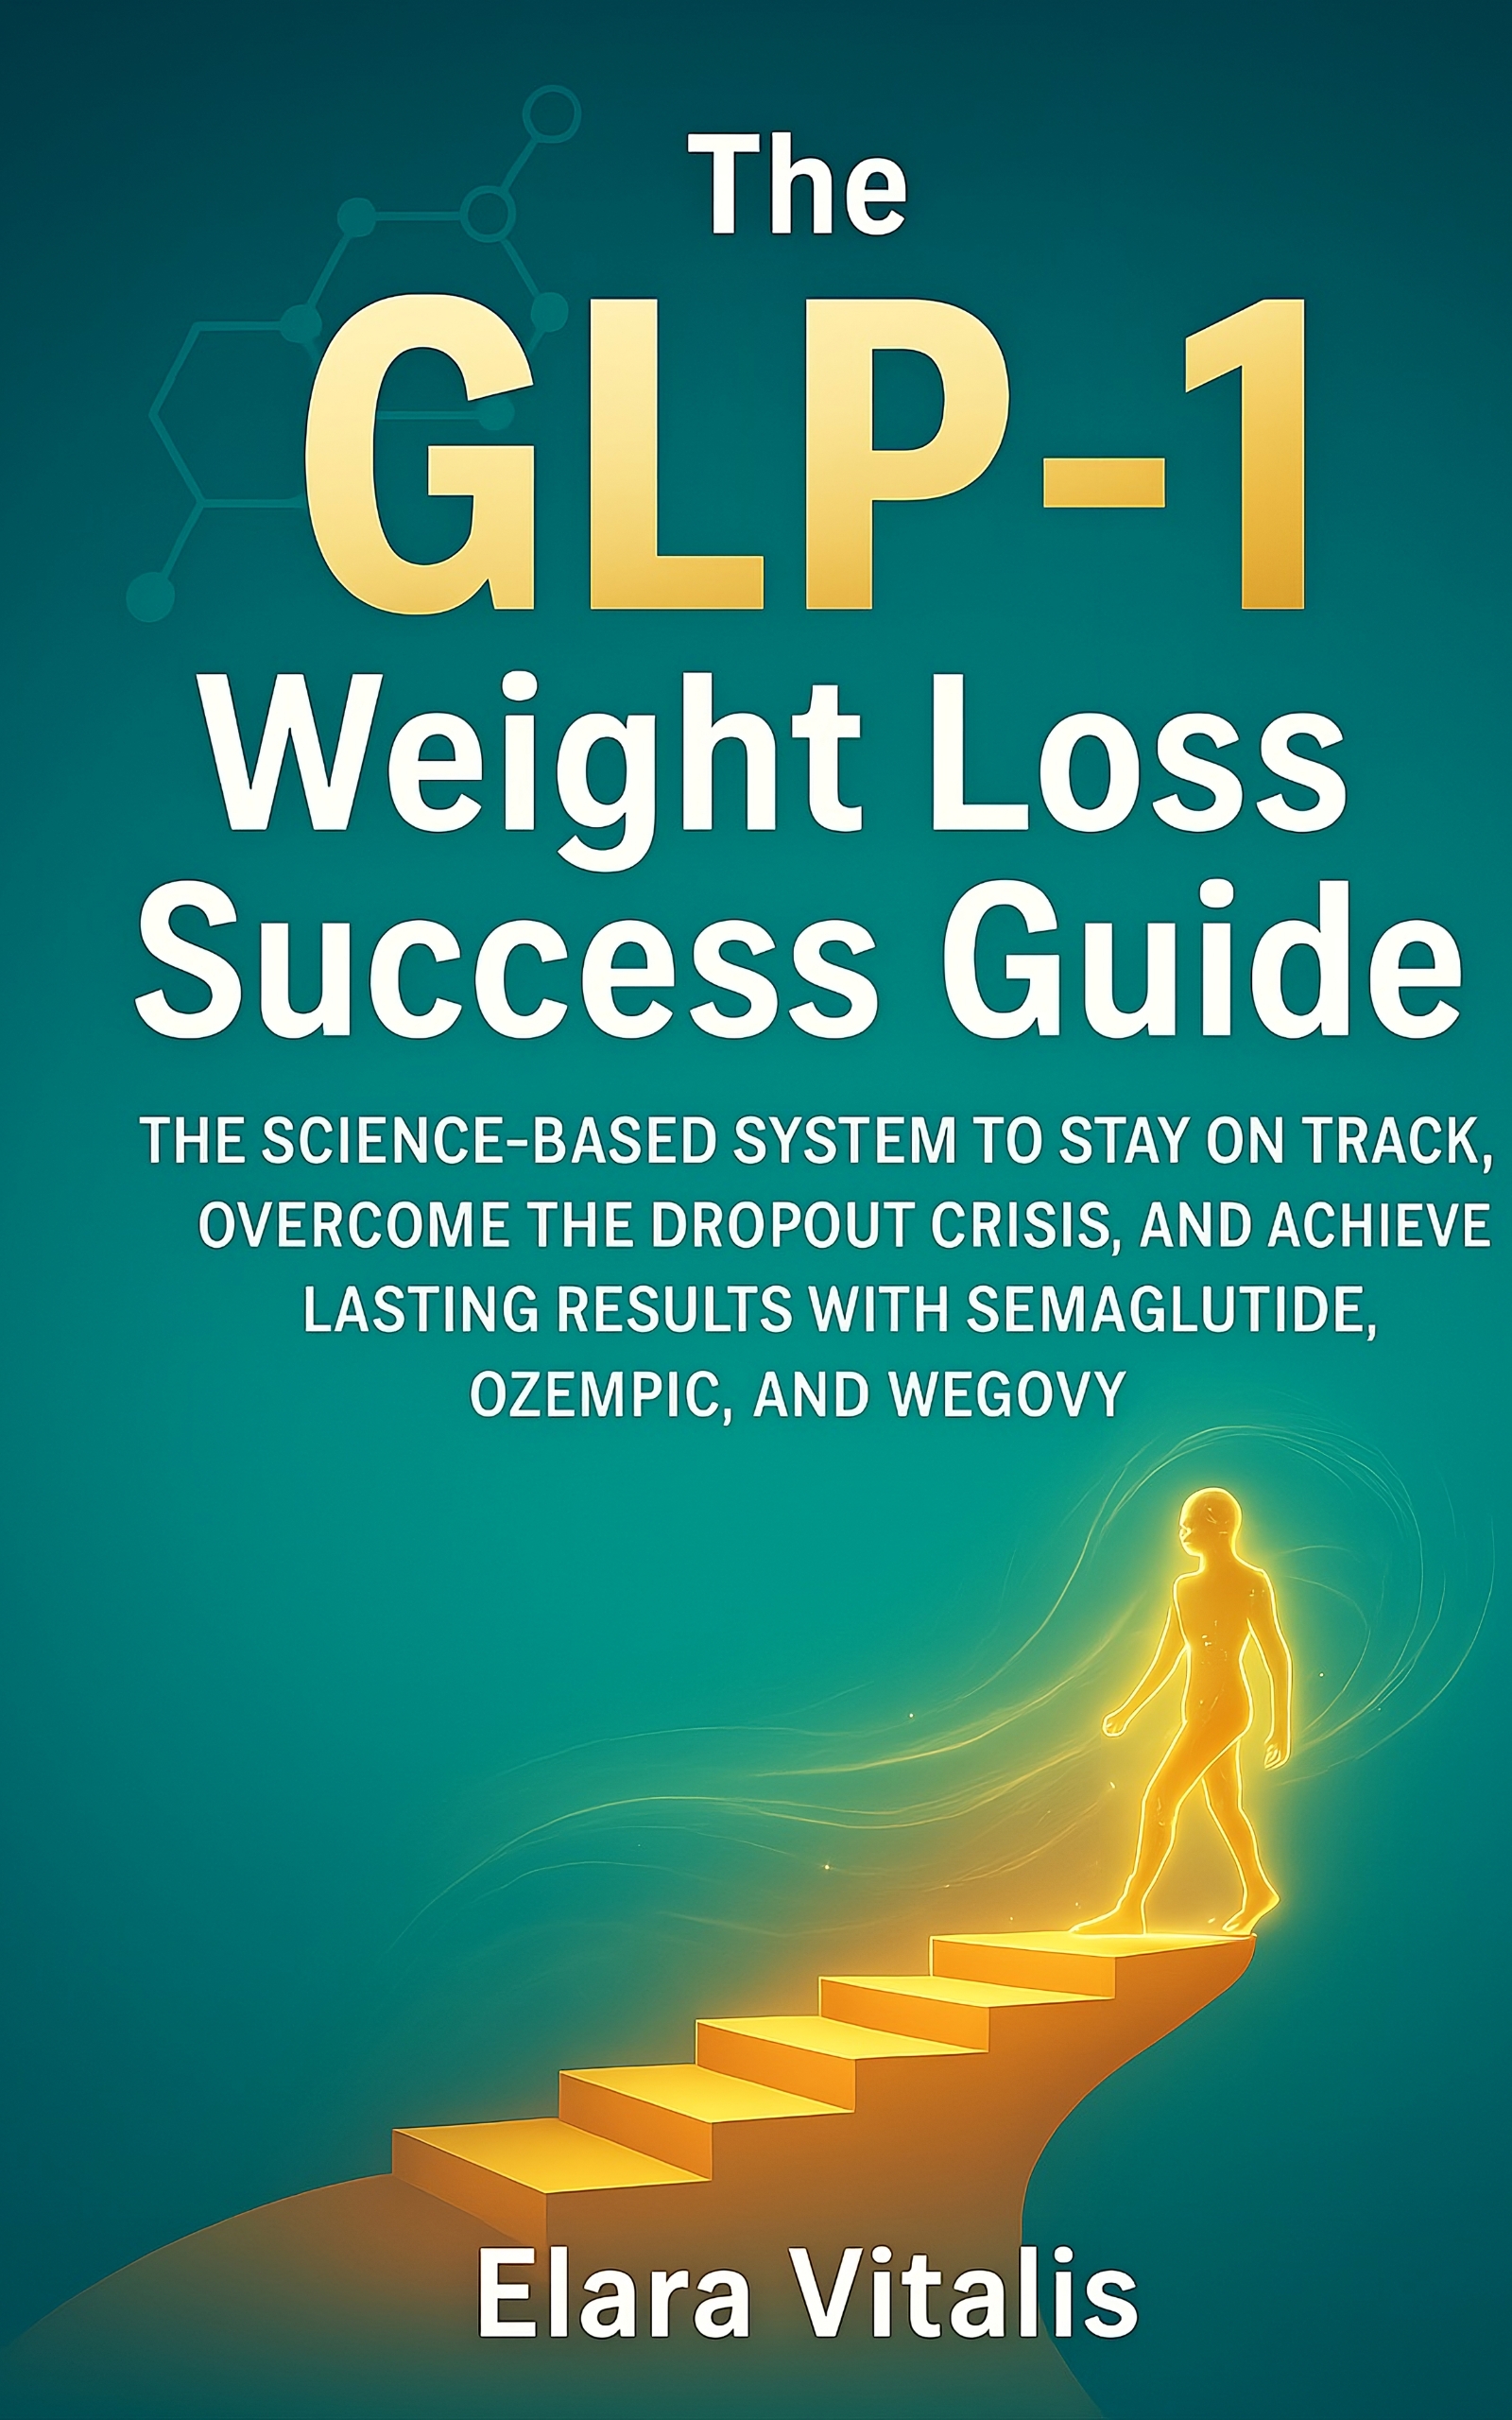 The
GLP-1
Weight Loss
Success Guide
THE SCIENCE-BASED SYSTEM TO STAY ON TRACK,
OVERCOME THE DROPOUT CRISIS, AND ACHIEVE
LASTING RESULTS WITH SEMAGLUTIDE,
OZEMPIC, AND WEGOVY
Elara Vitalis